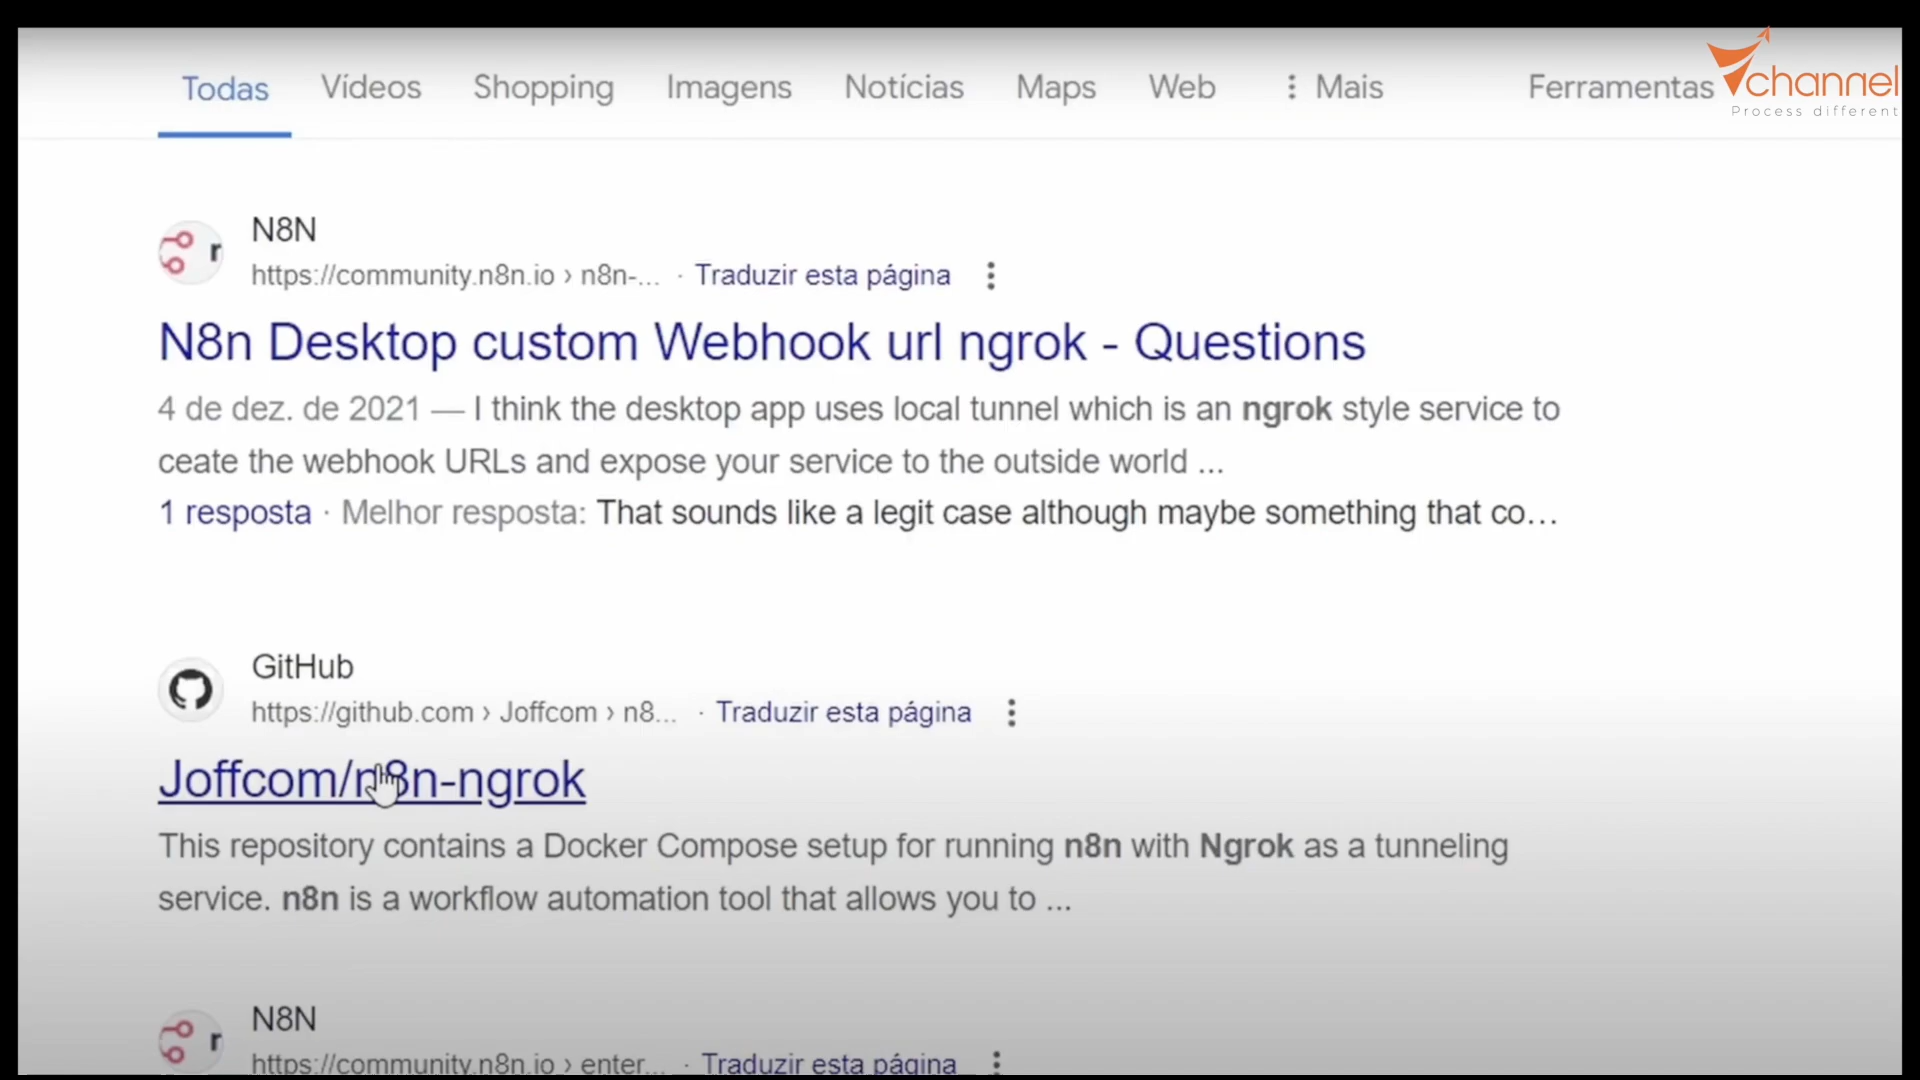 Todas Vídeos Shopping Imagens Notícias Maps Web Mais Ferramentas
channel
Process different
N8N
https://community.n8n.io › n8n-... · Traduzir esta página
N8n Desktop custom Webhook url ngrok - Questions
4 de dez. de 2021 — I think the desktop app uses local tunnel which is an ngrok style service to
ceate the webhook URLs and expose your service to the outside world ...
1 resposta · Melhor resposta: That sounds like a legit case although maybe something that co...
GitHub
https://github.com › Joffcom › n8... · Traduzir esta página
Joffcom/n8n-ngrok
This repository contains a Docker Compose setup for running n8n with Ngrok as a tunneling
service. n8n is a workflow automation tool that allows you to ...
N8N
https://community.n8n.io › enter... · Traduzir esta página